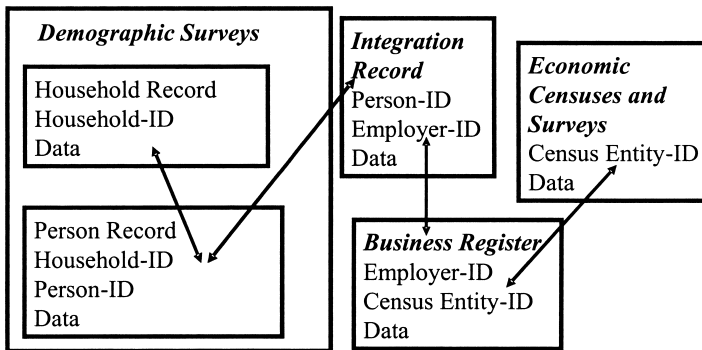 Demographic Surveys
Household Record
Household-ID
Data
Person Record
Household-ID
Person-ID
Data
Integration
Record
Person-ID
Employer-ID
Data
Business Register
Employer-ID
Census Entity-ID
Data
Economic
Censuses and
Surveys
Census Entity-ID
Data